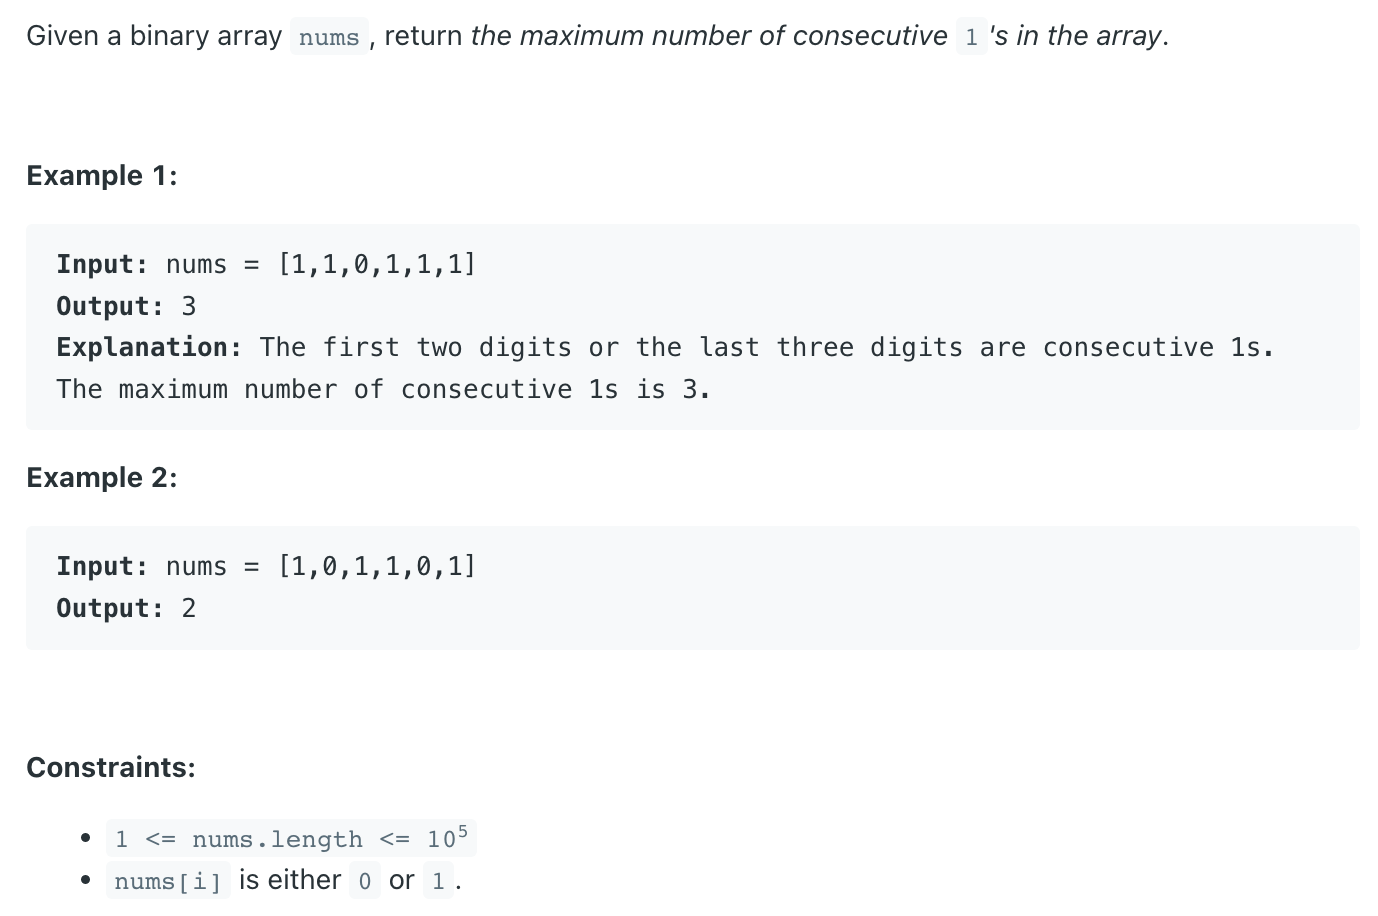 Given a binary array nums, return the maximum number of consecutive 1's in the array.
Example 1:
Input: nums = [1,1,0,1,1,1]
Output: 3
Explanation: The first two digits or the last three digits are consecutive 1s.
The maximum number of consecutive 1s is 3.
Example 2:
Input: nums = [1,0,1,1,0,1]
Output: 2
Constraints:
• 1 <= nums.length <= 10⁵
• nums[i] is either 0 or 1.